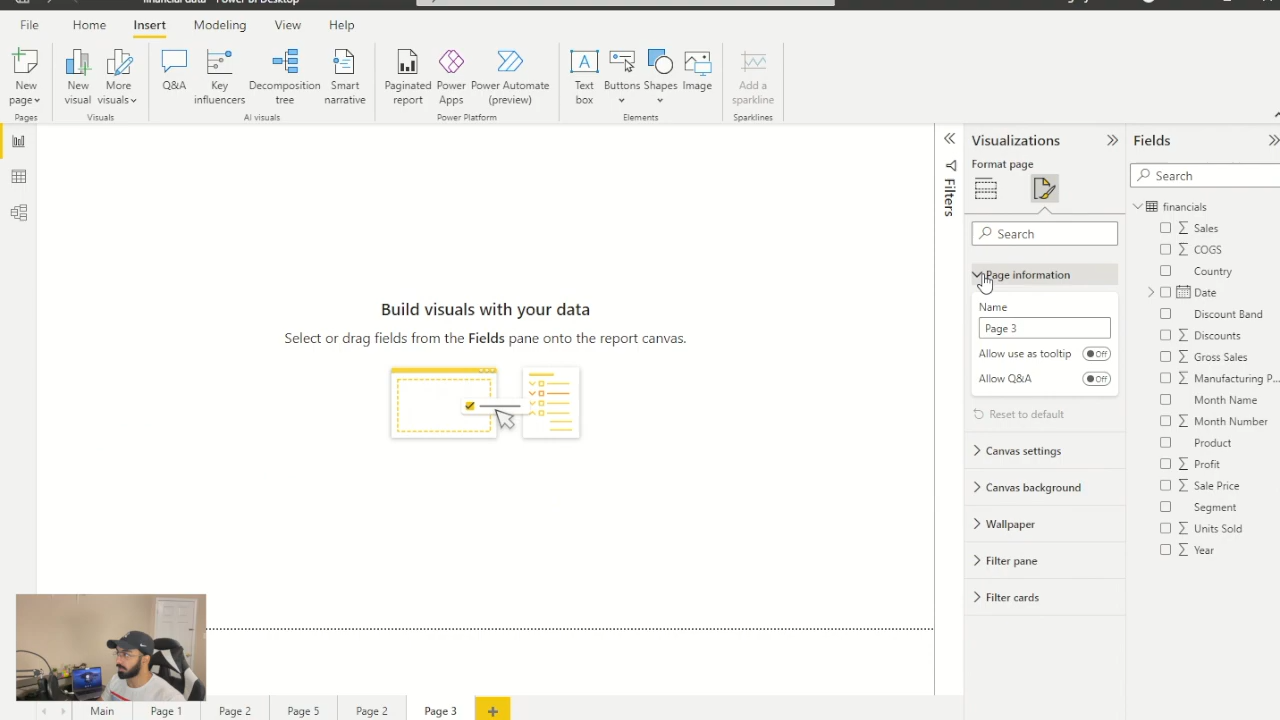 financial data - Power BI Desktop
File Home Insert Modeling View Help
New page
New visual
More visuals
Q&A
Key influencers
Decomposition tree
Smart narrative
Paginated report
Power Apps
Power Automate (preview)
Text box
Buttons
Shapes
Image
Add a sparkline
Pages Visuals AI visuals Power Platform Elements Sparklines
Build visuals with your data
Select or drag fields from the Fields pane onto the report canvas.
Filters
Visualizations
Format page
Search
Page information
Name
Page 3
Allow use as tooltip Off
Allow Q&A Off
Reset to default
Canvas settings
Canvas background
Wallpaper
Filter pane
Filter cards
Fields
Search
financials
Sales
COGS
Country
Date
Discount Band
Discounts
Gross Sales
Manufacturing P...
Month Name
Month Number
Product
Profit
Sale Price
Segment
Units Sold
Year
Main Page 1 Page 2 Page 5 Page 2 Page 3